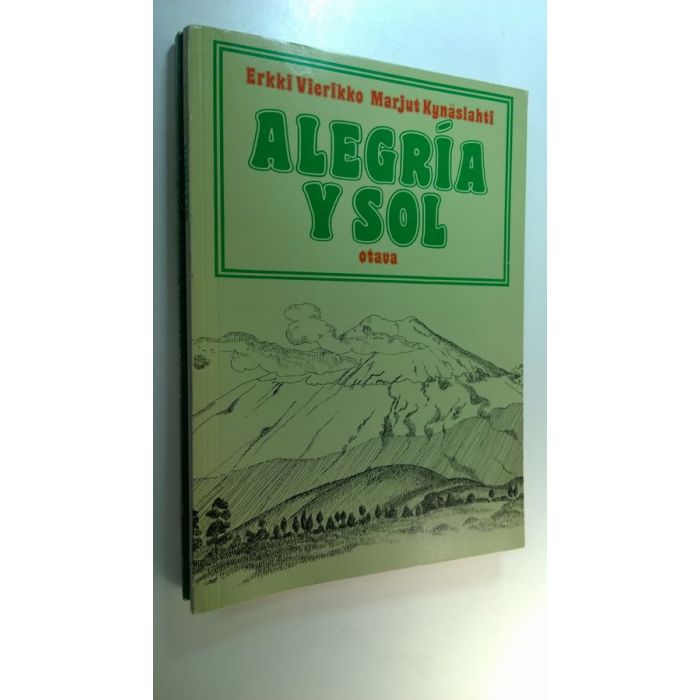 Erkki Vierikko Marjut Kynäslahti
ALEGRÍA
Y SOL
otava